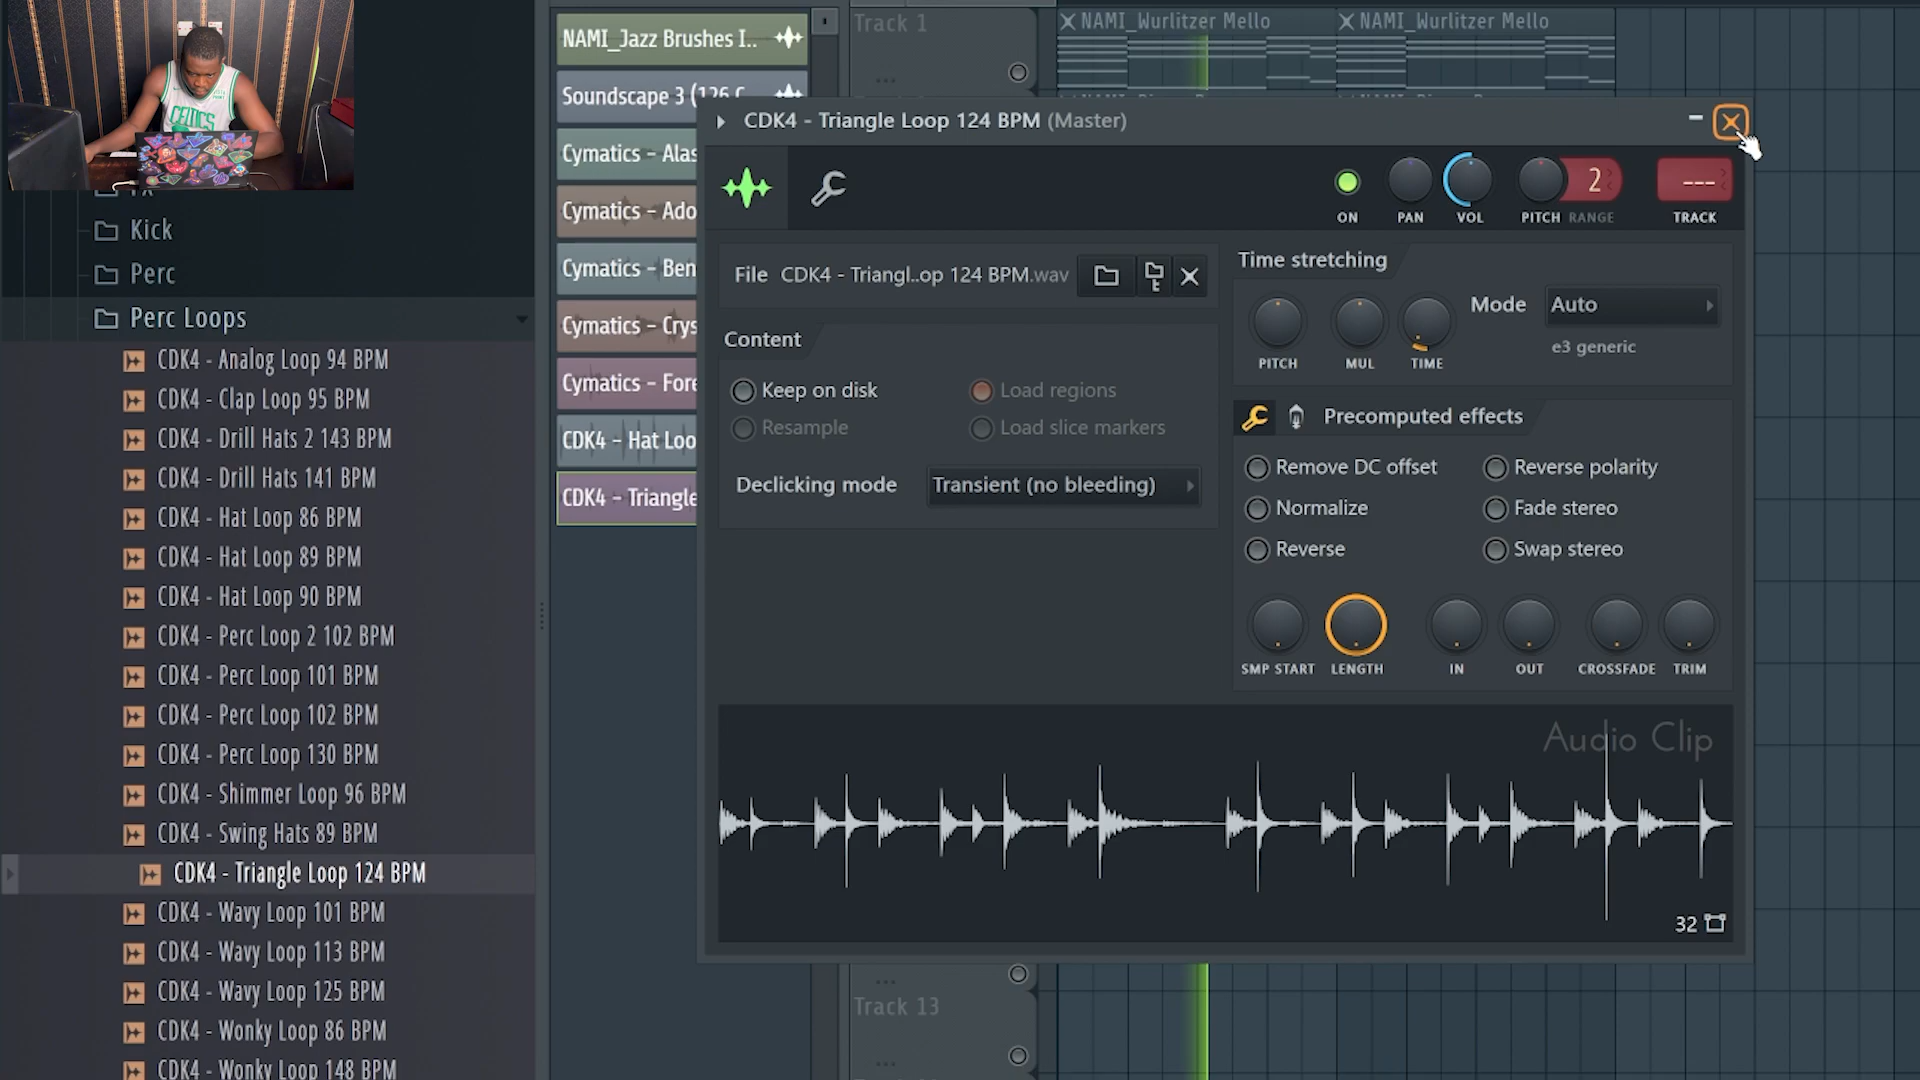 CELTICS
Kick
Perc
Perc Loops
CDK4 - Analog Loop 94 BPM
CDK4 - Clap Loop 95 BPM
CDK4 - Drill Hats 2 143 BPM
CDK4 - Drill Hats 141 BPM
CDK4 - Hat Loop 86 BPM
CDK4 - Hat Loop 89 BPM
CDK4 - Hat Loop 90 BPM
CDK4 - Perc Loop 2 102 BPM
CDK4 - Perc Loop 101 BPM
CDK4 - Perc Loop 102 BPM
CDK4 - Perc Loop 130 BPM
CDK4 - Shimmer Loop 96 BPM
CDK4 - Swing Hats 89 BPM
CDK4 - Triangle Loop 124 BPM
CDK4 - Wavy Loop 101 BPM
CDK4 - Wavy Loop 113 BPM
CDK4 - Wavy Loop 125 BPM
CDK4 - Wonky Loop 86 BPM
CDK4 - Wonky Loop 148 BPM
NAMI_Jazz Brushes I..
Soundscape 3 (126 C
Cymatics - Alas
Cymatics - Ado
Cymatics - Ben
Cymatics - Crys
Cymatics - Fore
CDK4 - Hat Loo
CDK4 - Triangle
Track 1
NAMI_Wurlitzer Mello
NAMI_Wurlitzer Mello
CDK4 - Triangle Loop 124 BPM (Master)
ON
PAN
VOL
PITCH RANGE
2
---
TRACK
File CDK4 - Triangl..op 124 BPM.wav
Content
Keep on disk
Load regions
Resample
Load slice markers
Declicking mode Transient (no bleeding)
Time stretching
PITCH
MUL
TIME
Mode Auto
e3 generic
Precomputed effects
Remove DC offset
Reverse polarity
Normalize
Fade stereo
Reverse
Swap stereo
SMP START
LENGTH
IN
OUT
CROSSFADE
TRIM
Audio Clip
32
Track 13